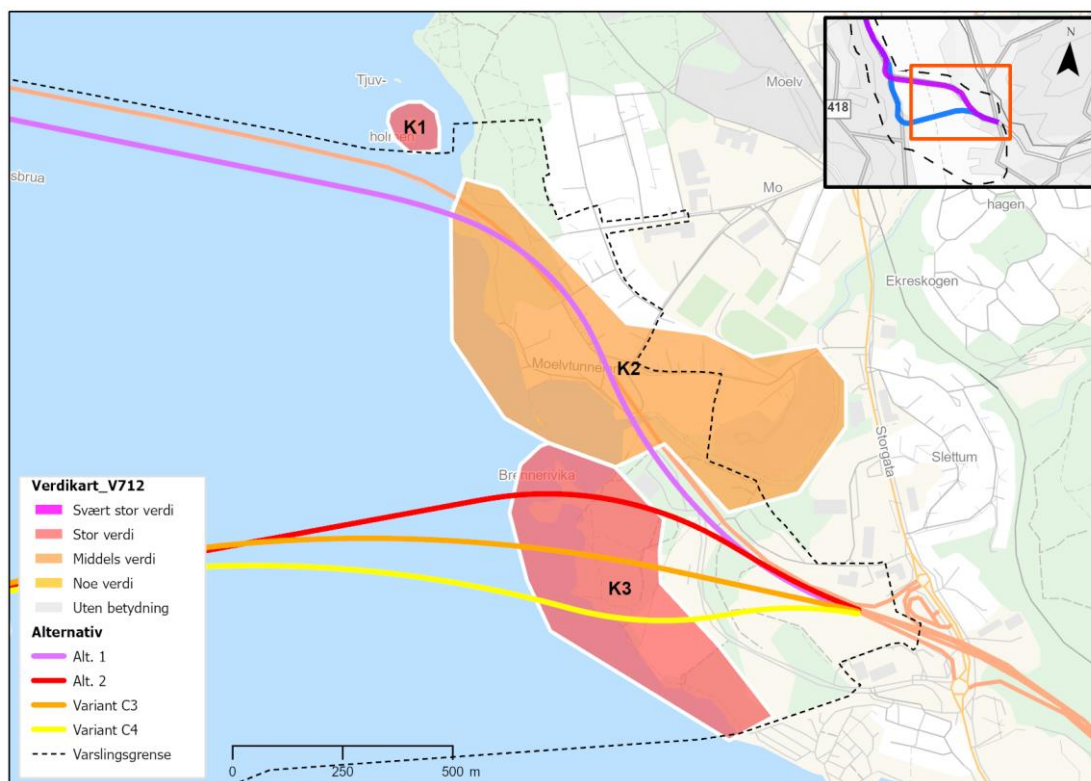 Tjuv-
holmen
K1
sbrua
Moelv
Mo
hagen
Ekreskogen
Moelvtunnelen
K2
Storgata
Slettum
Brennerivika
K3
N
418
Verdikart_V712
Svært stor verdi
Stor verdi
Middels verdi
Noe verdi
Uten betydning
Alternativ
Alt. 1
Alt. 2
Variant C3
Variant C4
Varslingsgrense
0 250 500 m